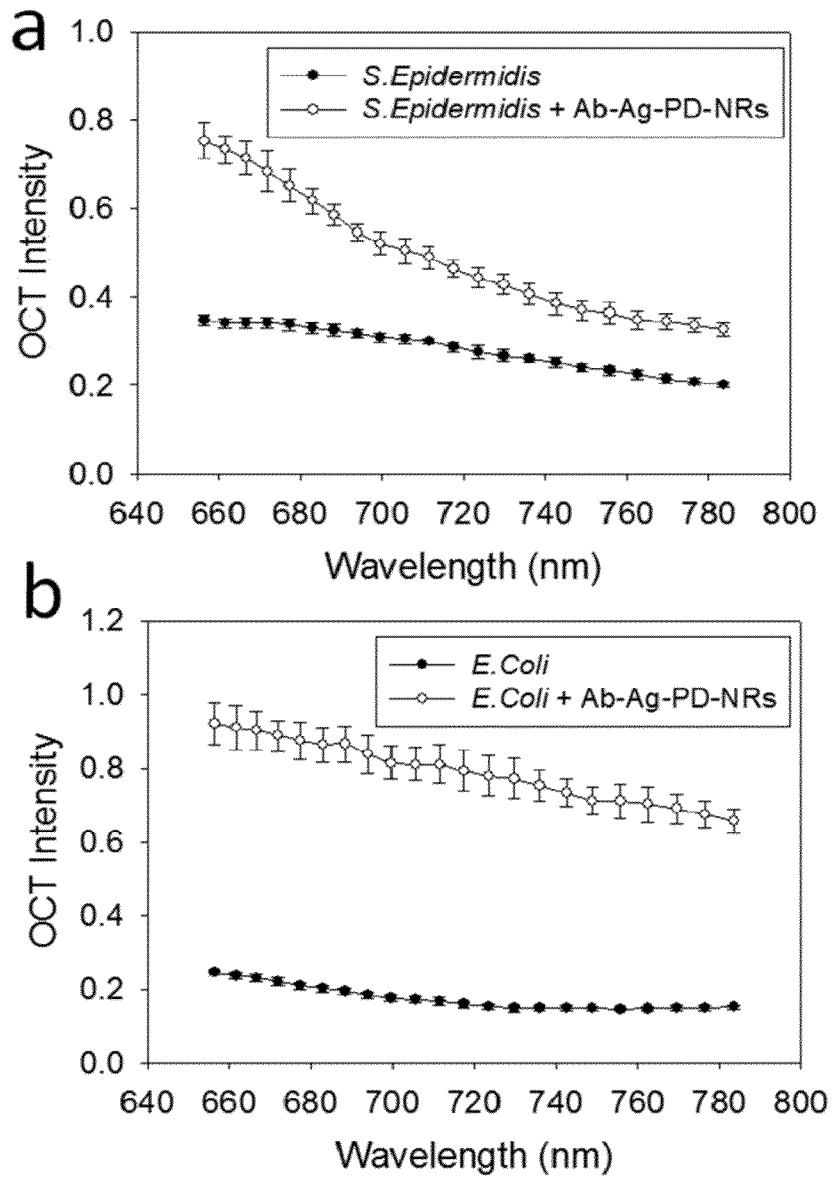 a
1.0
S.Epidermidis
S.Epidermidis + Ab-Ag-PD-NRs
0.8
0.6
0.4
0.2
0.0
OCT Intensity
640 660 680 700 720 740 760 780 800
Wavelength (nm)
b
1.2
E.Coli
E.Coli + Ab-Ag-PD-NRs
1.0
0.8
0.6
0.4
0.2
0.0
OCT Intensity
640 660 680 700 720 740 760 780 800
Wavelength (nm)